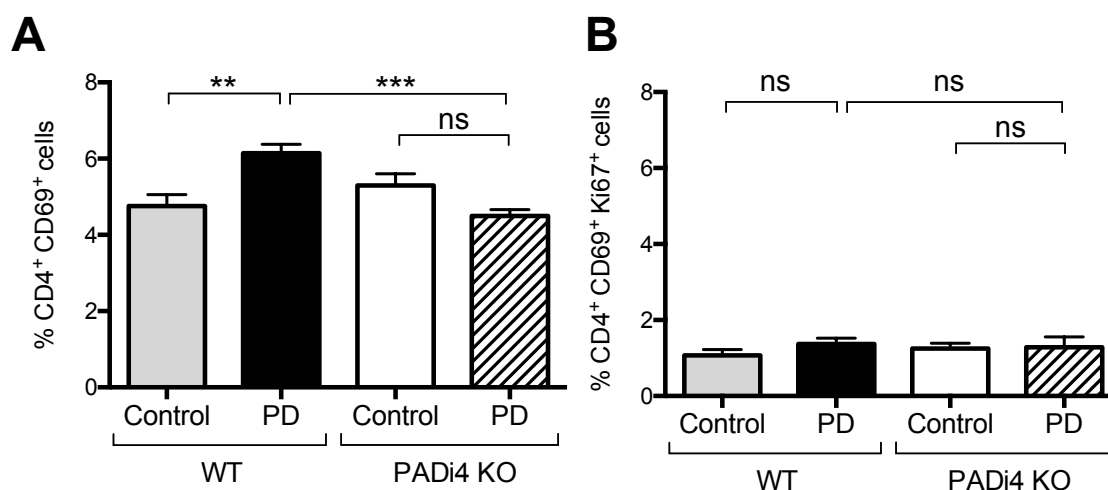 A
% CD4⁺ CD69⁺ cells
8
6
4
2
0
**
***
ns
Control
PD
Control
PD
WT
PADi4 KO
B
% CD4⁺ CD69⁺ Ki67⁺ cells
8
6
4
2
0
ns
ns
ns
Control
PD
Control
PD
WT
PADi4 KO